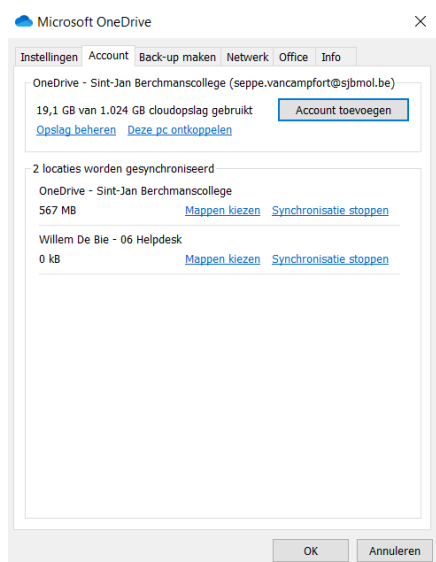 Microsoft OneDrive
Instellingen Account Back-up maken Netwerk Office Info
OneDrive - Sint-Jan Berchmanscollege (seppe.vancampfort@sjbmol.be)
19,1 GB van 1.024 GB cloudopslag gebruikt Account toevoegen
Opslag beheren Deze pc ontkoppelen
2 locaties worden gesynchroniseerd
OneDrive - Sint-Jan Berchmanscollege
567 MB Mappen kiezen Synchronisatie stoppen
Willem De Bie - 06 Helpdesk
0 kB Mappen kiezen Synchronisatie stoppen
OK Annuleren